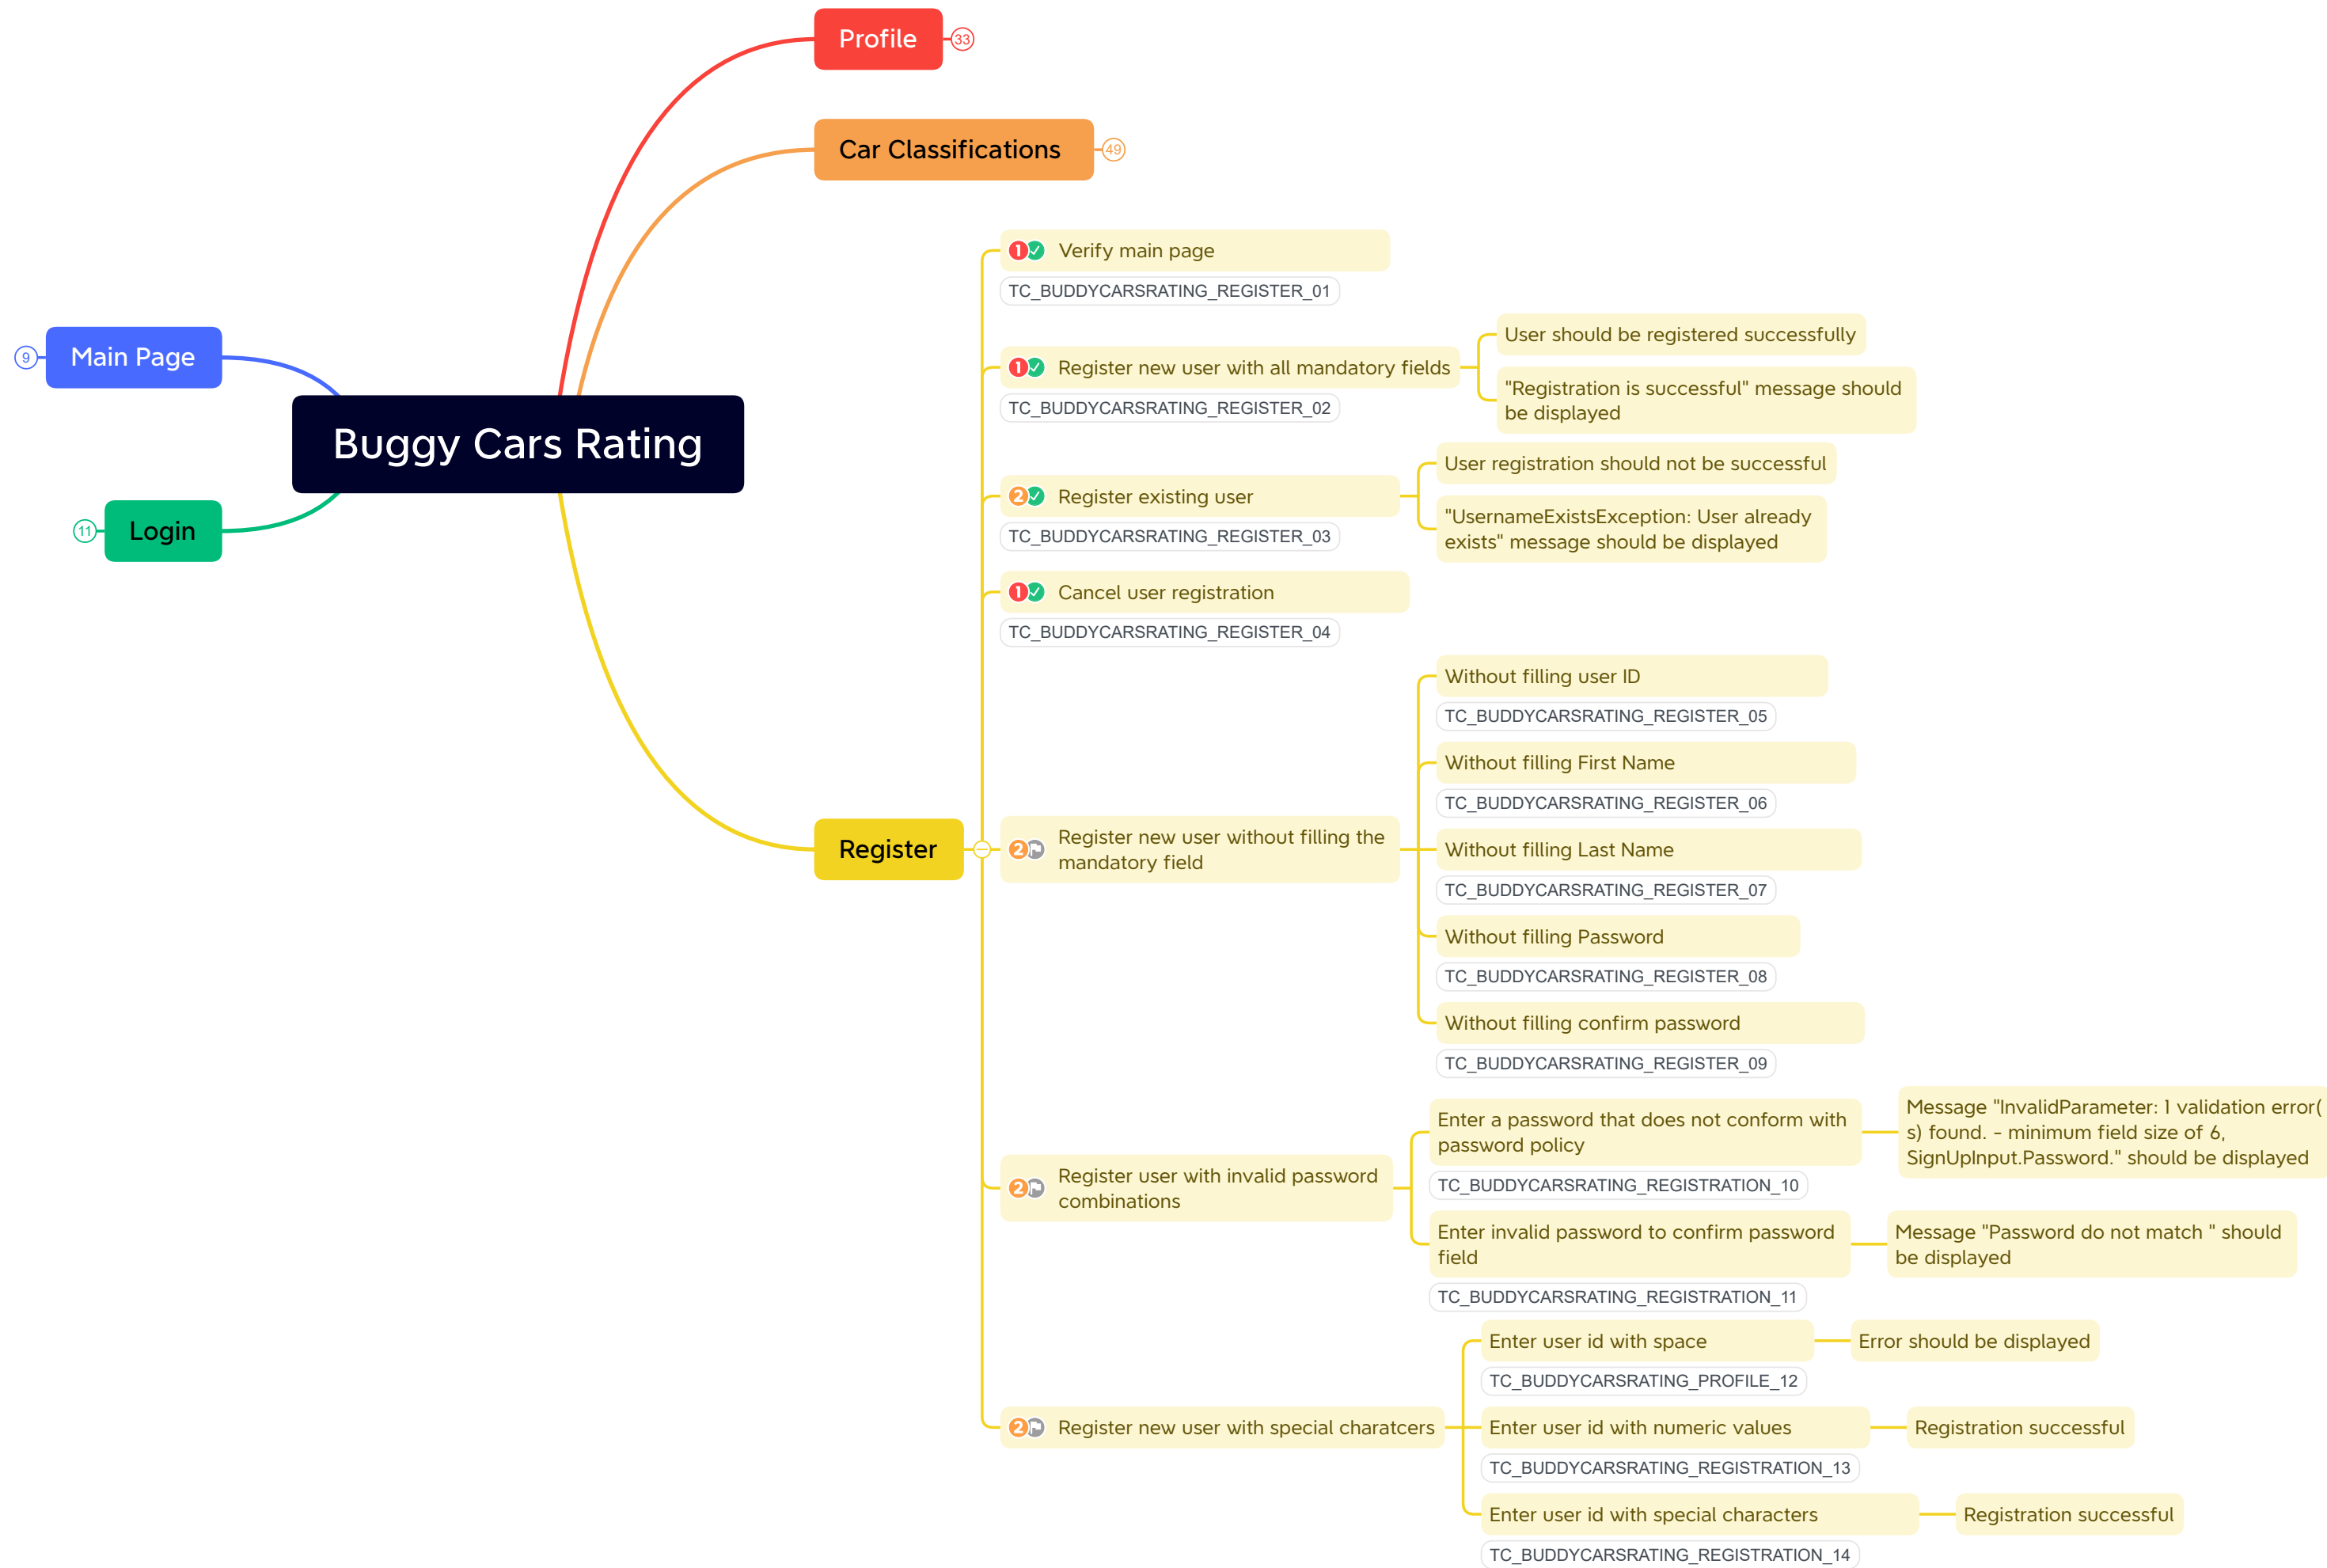 Profile
33
Car Classifications
49
Main Page
9
Buggy Cars Rating
Login
11
Register
1
Verify main page
TC_BUDDYCARSRATING_REGISTER_01
1
Register new user with all mandatory fields
TC_BUDDYCARSRATING_REGISTER_02
User should be registered successfully
"Registration is successful" message should
be displayed
2
Register existing user
TC_BUDDYCARSRATING_REGISTER_03
User registration should not be successful
"UsernameExistsException: User already
exists" message should be displayed
1
Cancel user registration
TC_BUDDYCARSRATING_REGISTER_04
2
Register new user without filling the
mandatory field
Without filling user ID
TC_BUDDYCARSRATING_REGISTER_05
Without filling First Name
TC_BUDDYCARSRATING_REGISTER_06
Without filling Last Name
TC_BUDDYCARSRATING_REGISTER_07
Without filling Password
TC_BUDDYCARSRATING_REGISTER_08
Without filling confirm password
TC_BUDDYCARSRATING_REGISTER_09
2
Register user with invalid password
combinations
Enter a password that does not conform with
password policy
TC_BUDDYCARSRATING_REGISTRATION_10
Message "InvalidParameter: 1 validation error(
s) found. - minimum field size of 6,
SignUpInput.Password." should be displayed
Enter invalid password to confirm password
field
TC_BUDDYCARSRATING_REGISTRATION_11
Message "Password do not match " should
be displayed
2
Register new user with special charatcers
Enter user id with space
TC_BUDDYCARSRATING_PROFILE_12
Error should be displayed
Enter user id with numeric values
TC_BUDDYCARSRATING_REGISTRATION_13
Registration successful
Enter user id with special characters
TC_BUDDYCARSRATING_REGISTRATION_14
Registration successful